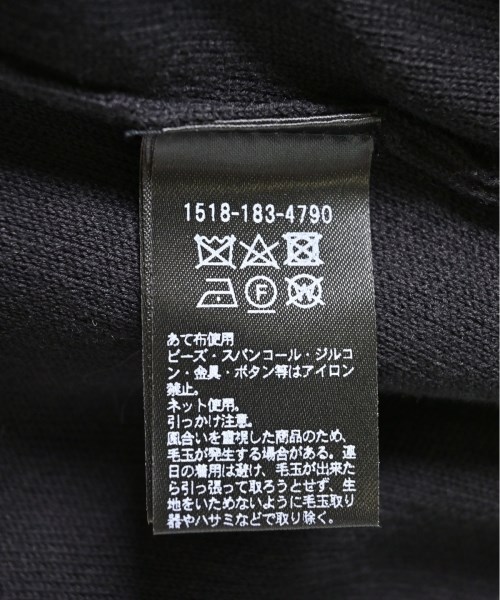 1518-183-4790
F
W
あて布使用
ビーズ・スパンコール・ジルコ
ン・金具・ボタン等はアイロン
禁止。
ネット使用。
引っかけ注意。
風合いを重視した商品のため、
毛玉が発生する場合がある。連
日の着用は避け、毛玉が出来た
ら引っ張って取ろうとせず、生
地をいためないように毛玉取り
器やハサミなどで取り除く。